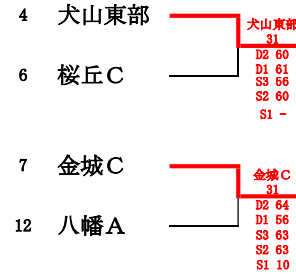 4 犬山東部
犬山東部
31
D2 60
6 桜丘C
D1 61
S3 56
S2 60
S1 -
7 金城C
金城C
31
D2 64
12 八幡A
D1 56
S3 63
S2 63
S1 10